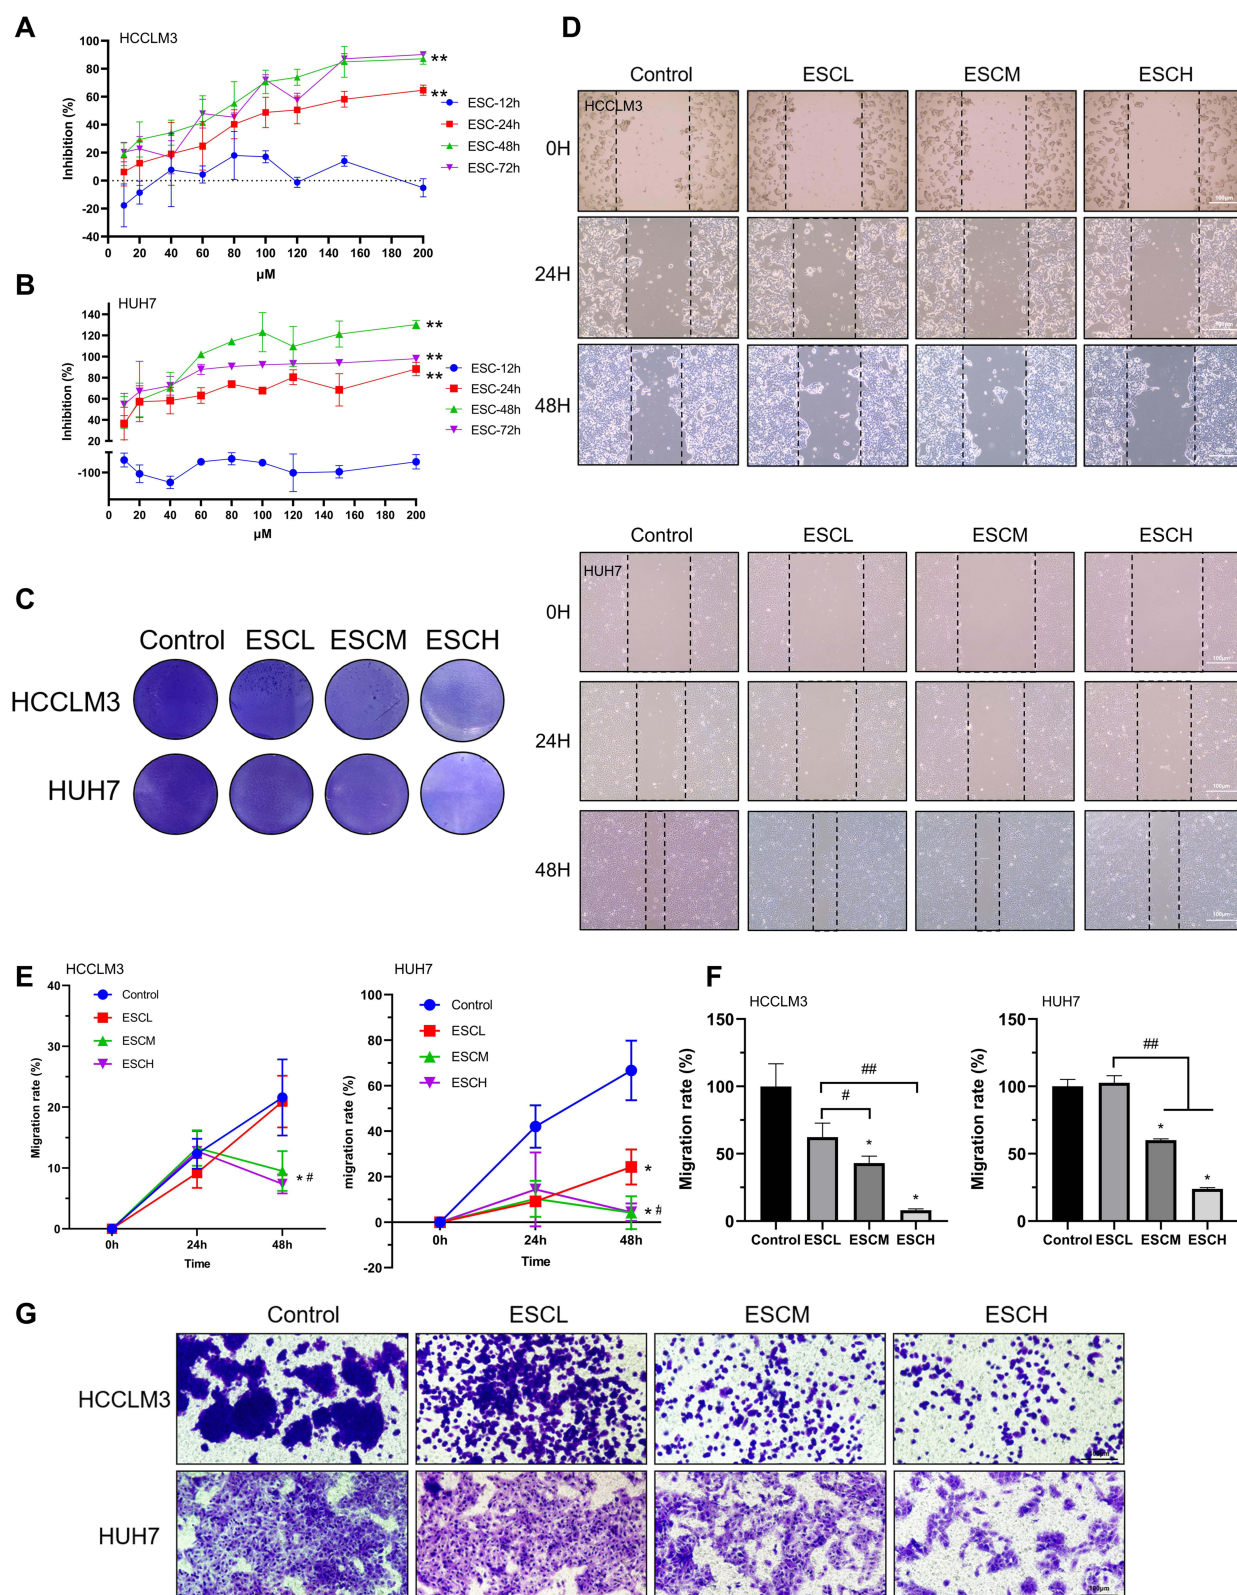 A
HCCLM3
100
80
60
40
20
0
-20
-40
Inhibition (%)
0 20 40 60 80 100 120 140 160 180 200
µM
**
**
ESC-12h
ESC-24h
ESC-48h
ESC-72h
B
HUH7
140
120
100
80
60
40
20
-100
Inhibition (%)
0 20 40 60 80 100 120 140 160 180 200
µM
**
**
**
ESC-12h
ESC-24h
ESC-48h
ESC-72h
C
Control ESCL ESCM ESCH
HCCLM3
HUH7
D
Control ESCL ESCM ESCH
HCCLM3
0H
100µm
24H
100µm
48H
Control ESCL ESCM ESCH
HUH7
0H
100µm
24H
100µm
48H
100µm
E
HCCLM3
Control
ESCL
ESCM
ESCH
40
30
20
10
0
Migration rate (%)
* #
0h 24h 48h
Time
HUH7
Control
ESCL
ESCM
ESCH
100
80
60
40
20
0
-20
migration rate (%)
*
* #
0h 24h 48h
Time
F
HCCLM3
150
100
50
0
Migration rate (%)
##
#
*
*
Control ESCL ESCM ESCH
HUH7
150
100
50
0
Migration rate (%)
##
*
*
Control ESCL ESCM ESCH
G
Control ESCL ESCM ESCH
HCCLM3
100µm
HUH7
100µm